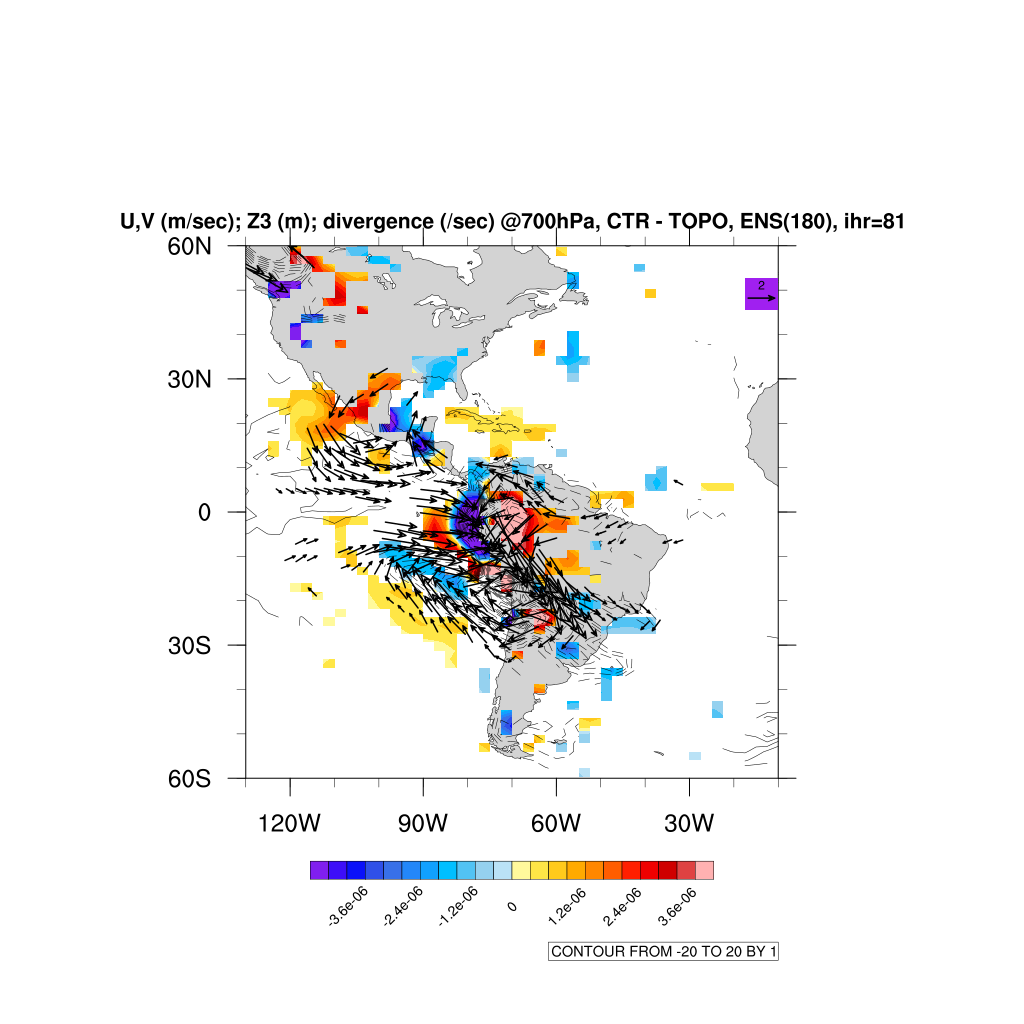 U,V (m/sec); Z3 (m); divergence (/sec) @700hPa, CTR - TOPO, ENS(180), ihr=81
60N
2
30N
0
30S
60S
120W 90W 60W 30W
-3.6e-06 -2.4e-06 -1.2e-06 0 1.2e-06 2.4e-06 3.6e-06
CONTOUR FROM -20 TO 20 BY 1